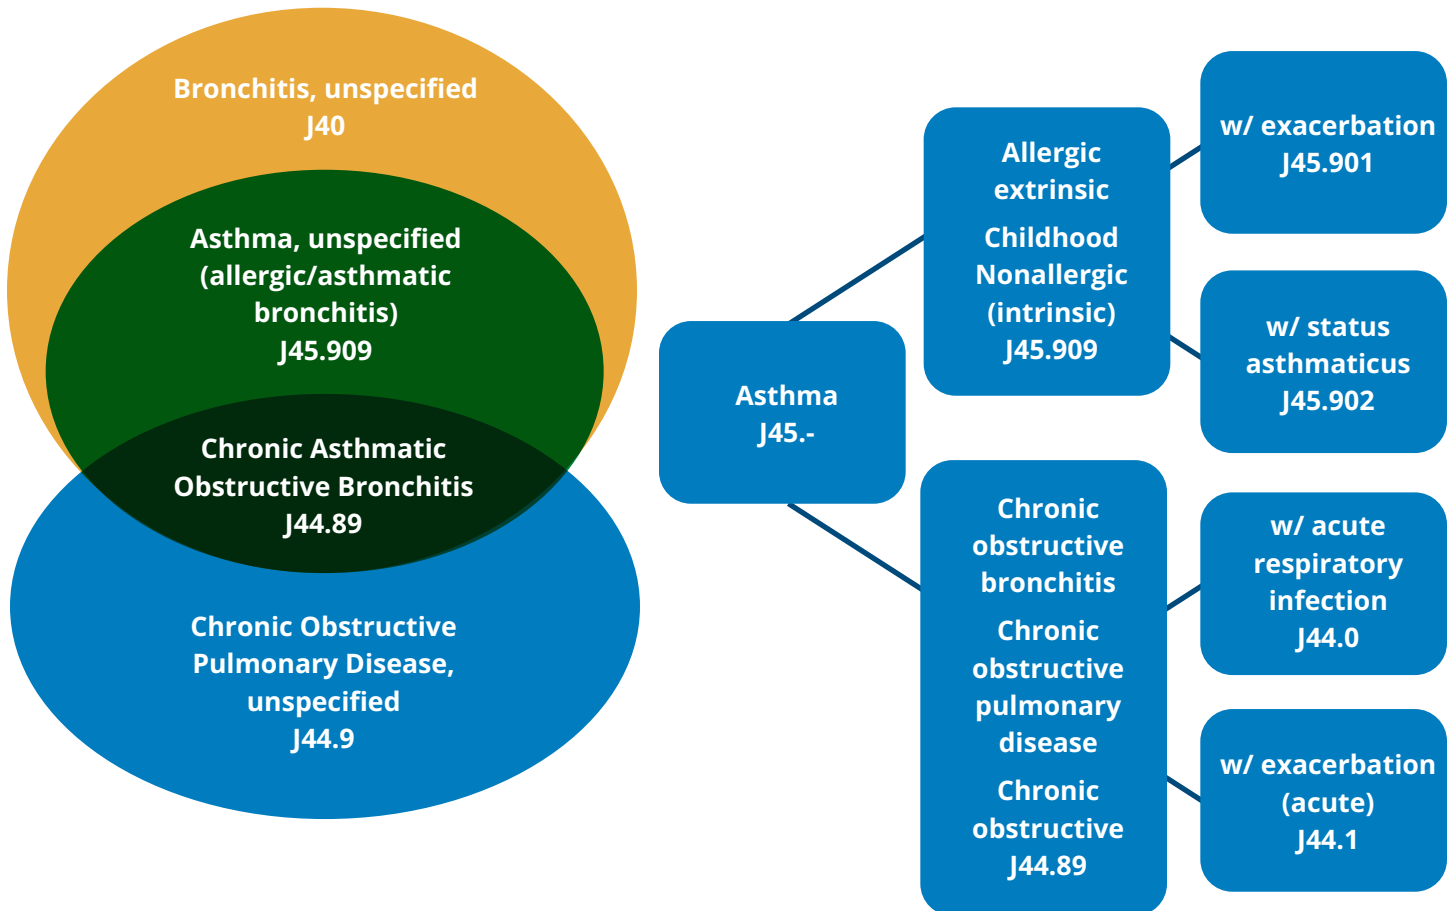 Bronchitis, unspecified
J40
Asthma, unspecified
(allergic/asthmatic
bronchitis)
J45.909
Chronic Asthmatic
Obstructive Bronchitis
J44.89
Chronic Obstructive
Pulmonary Disease,
unspecified
J44.9
Asthma
J45.-
Allergic
extrinsic
Childhood
Nonallergic
(intrinsic)
J45.909
w/ exacerbation
J45.901
w/ status
asthmaticus
J45.902
Chronic
obstructive
bronchitis
Chronic
obstructive
pulmonary
disease
Chronic
obstructive
J44.89
w/ acute
respiratory
infection
J44.0
w/ exacerbation
(acute)
J44.1